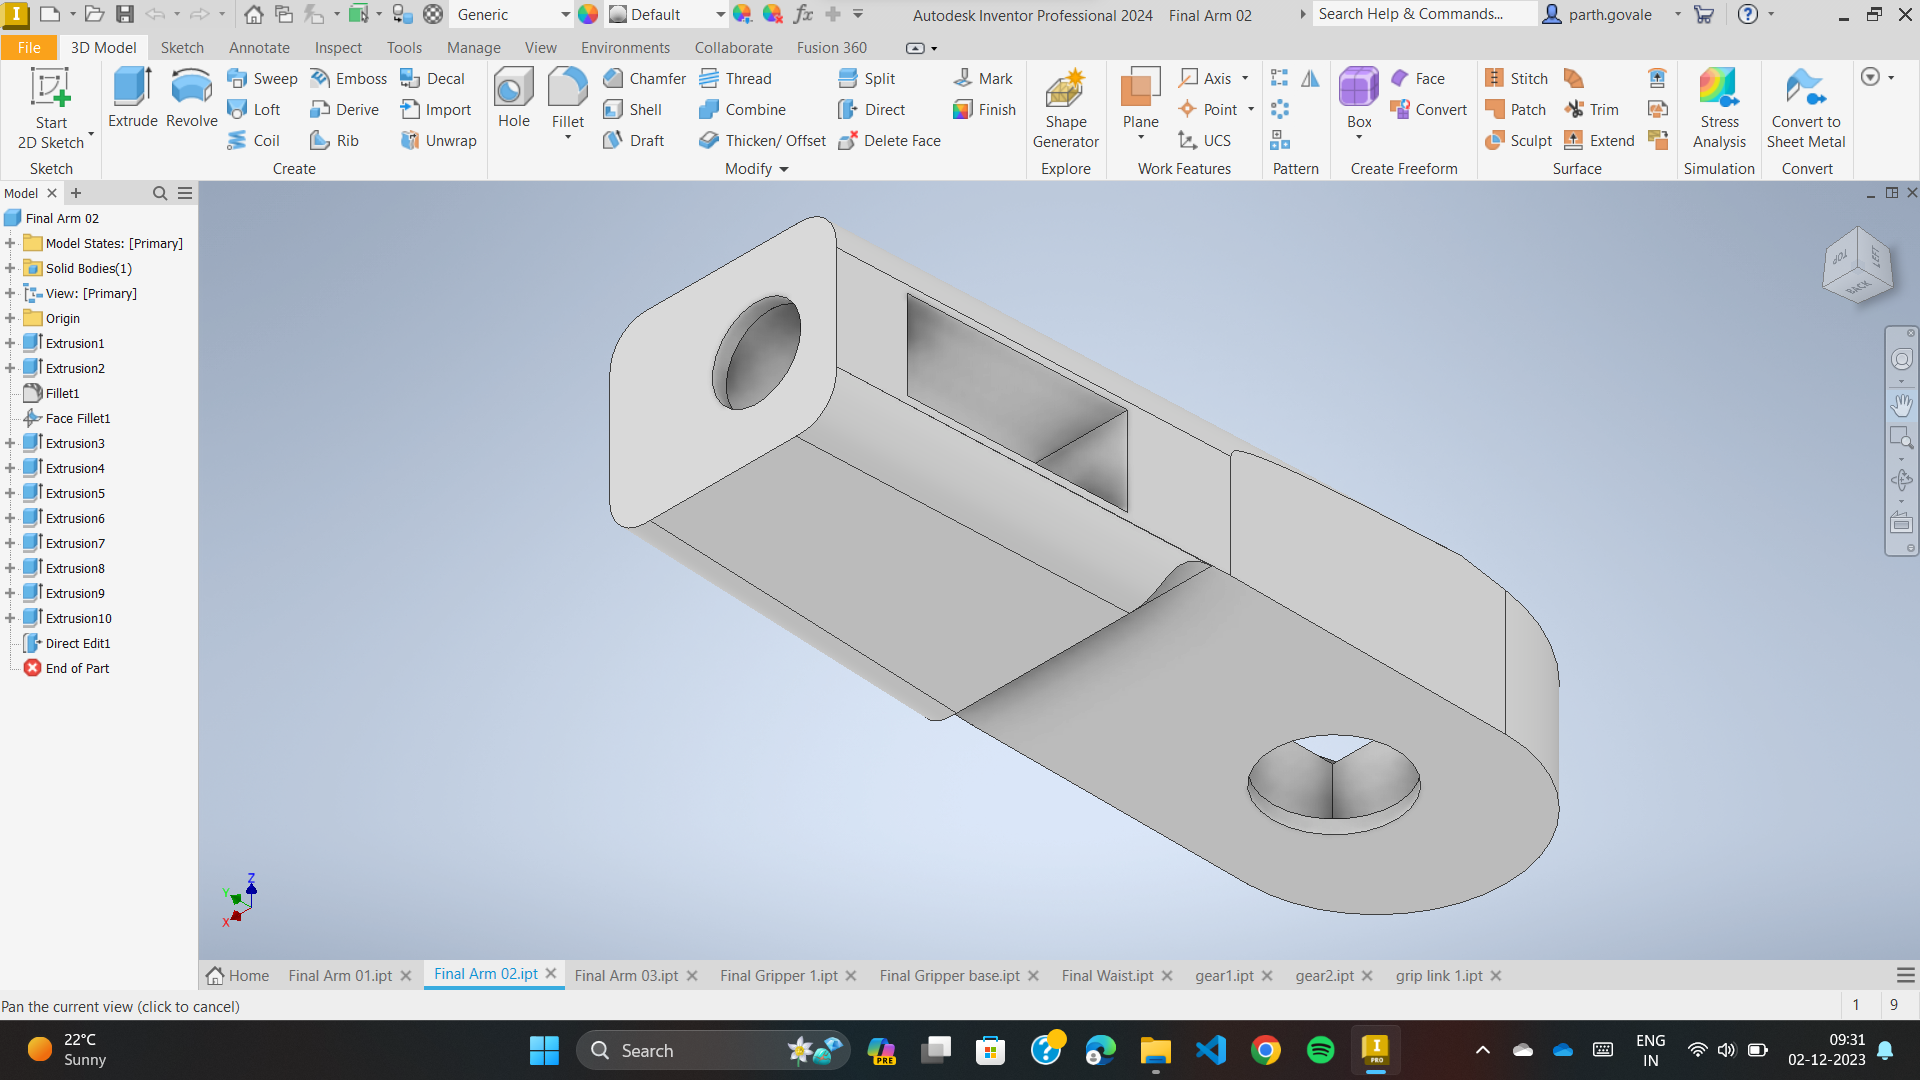 Generic
Default
Autodesk Inventor Professional 2024 Final Arm 02
Search Help & Commands...
parth.govale
File 3D Model Sketch Annotate Inspect Tools Manage View Environments Collaborate Fusion 360
Start
2D Sketch
Sketch
Extrude Revolve
Sweep Emboss Decal
Loft Derive Import
Coil Rib Unwrap
Create
Hole Fillet
Chamfer Thread Split Mark
Shell Combine Direct Finish
Draft Thicken/ Offset Delete Face
Modify
Shape
Generator
Explore
Plane
Axis
Point
UCS
Work Features
Pattern
Box
Face
Convert
Create Freeform
Stitch
Patch Trim
Sculpt Extend
Surface
Stress
Analysis
Simulation
Convert to
Sheet Metal
Convert
Model
Final Arm 02
Model States: [Primary]
Solid Bodies(1)
View: [Primary]
Origin
Extrusion1
Extrusion2
Fillet1
Face Fillet1
Extrusion3
Extrusion4
Extrusion5
Extrusion6
Extrusion7
Extrusion8
Extrusion9
Extrusion10
Direct Edit1
End of Part
TOP LEFT
BACK
Z
Y
X
Home Final Arm 01.ipt Final Arm 02.ipt Final Arm 03.ipt Final Gripper 1.ipt Final Gripper base.ipt Final Waist.ipt gear1.ipt gear2.ipt grip link 1.ipt
Pan the current view (click to cancel)
1 9
22°C
Sunny
Search
PRE
I
PRO
ENG
IN
09:31
02-12-2023